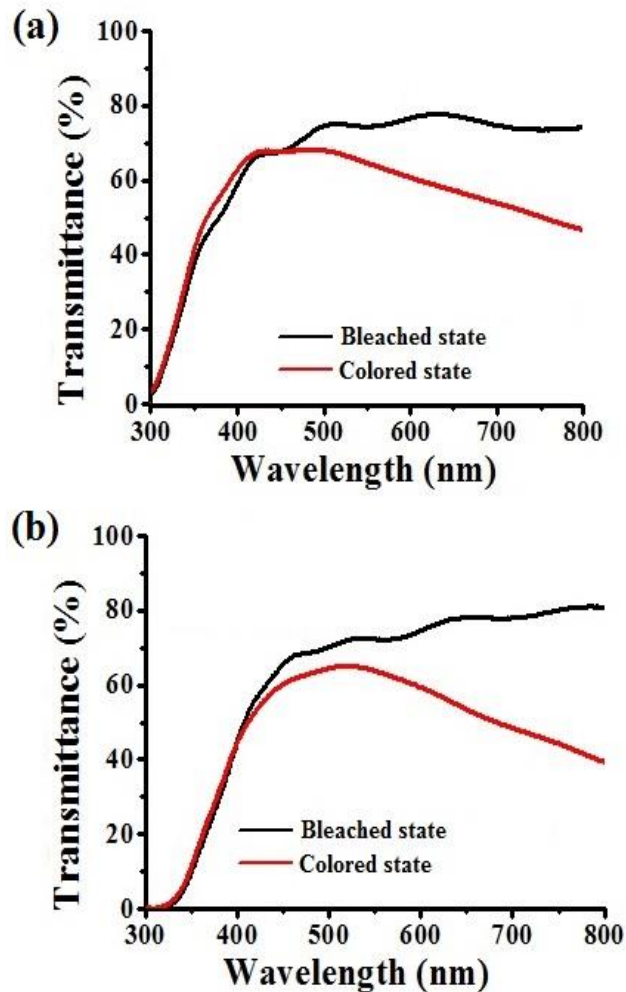 (a)
100
80
60
40
20
0
Transmittance (%)
Bleached state
Colored state
300 400 500 600 700 800
Wavelength (nm)
(b)
100
80
60
40
20
0
Transmittance (%)
Bleached state
Colored state
300 400 500 600 700 800
Wavelength (nm)